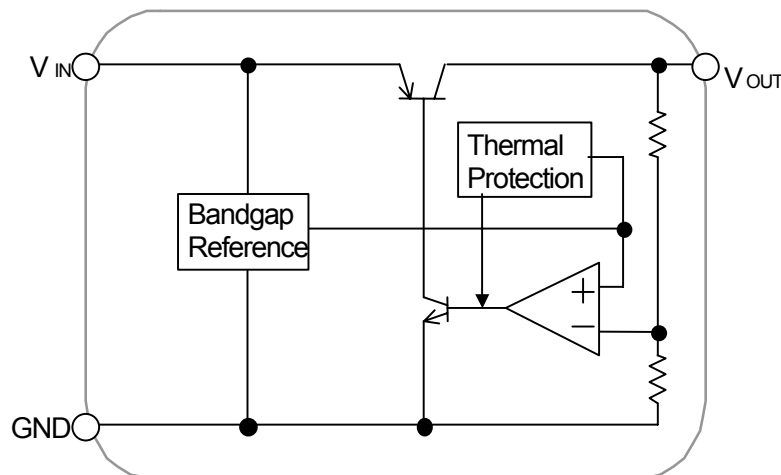 V IN
V OUT
Thermal
Protection
Bandgap
Reference
+
−
GND